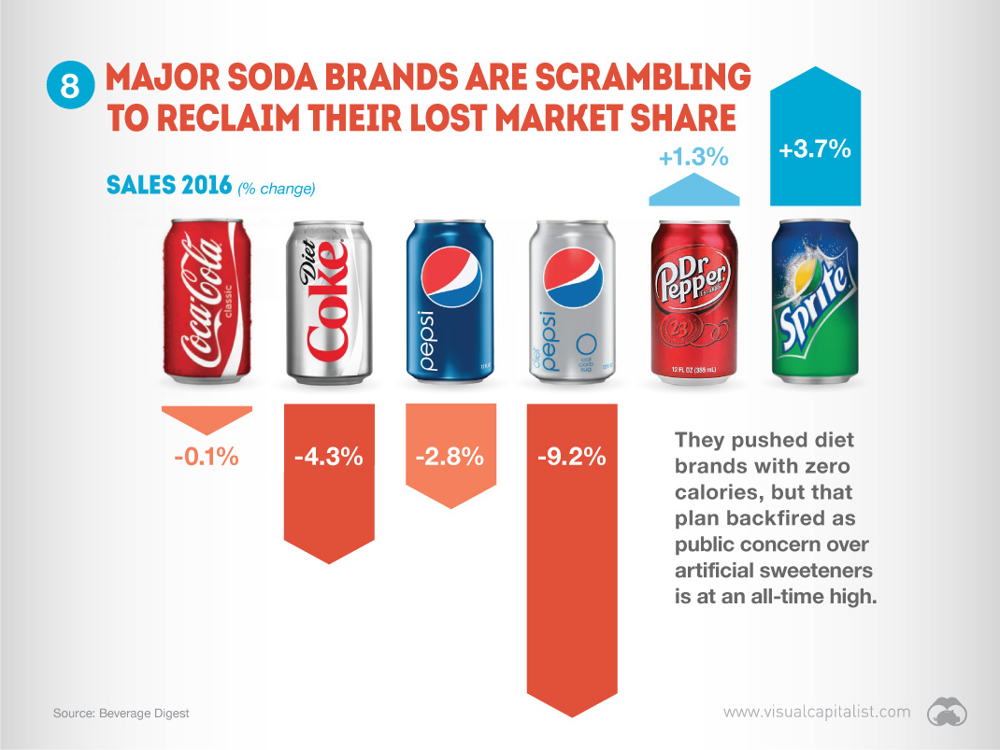 8
MAJOR SODA BRANDS ARE SCRAMBLING
TO RECLAIM THEIR LOST MARKET SHARE
SALES 2016 (% change)
+1.3%
+3.7%
Coca-Cola
classic
Diet
Coke
pepsi
diet
pepsi
cal
carb
sug
Dr
Pepper
23
12 FL OZ (355 mL)
Sprite
-0.1%
-4.3%
-2.8%
-9.2%
They pushed diet
brands with zero
calories, but that
plan backfired as
public concern over
artificial sweeteners
is at an all-time high.
Source: Beverage Digest
www.visualcapitalist.com